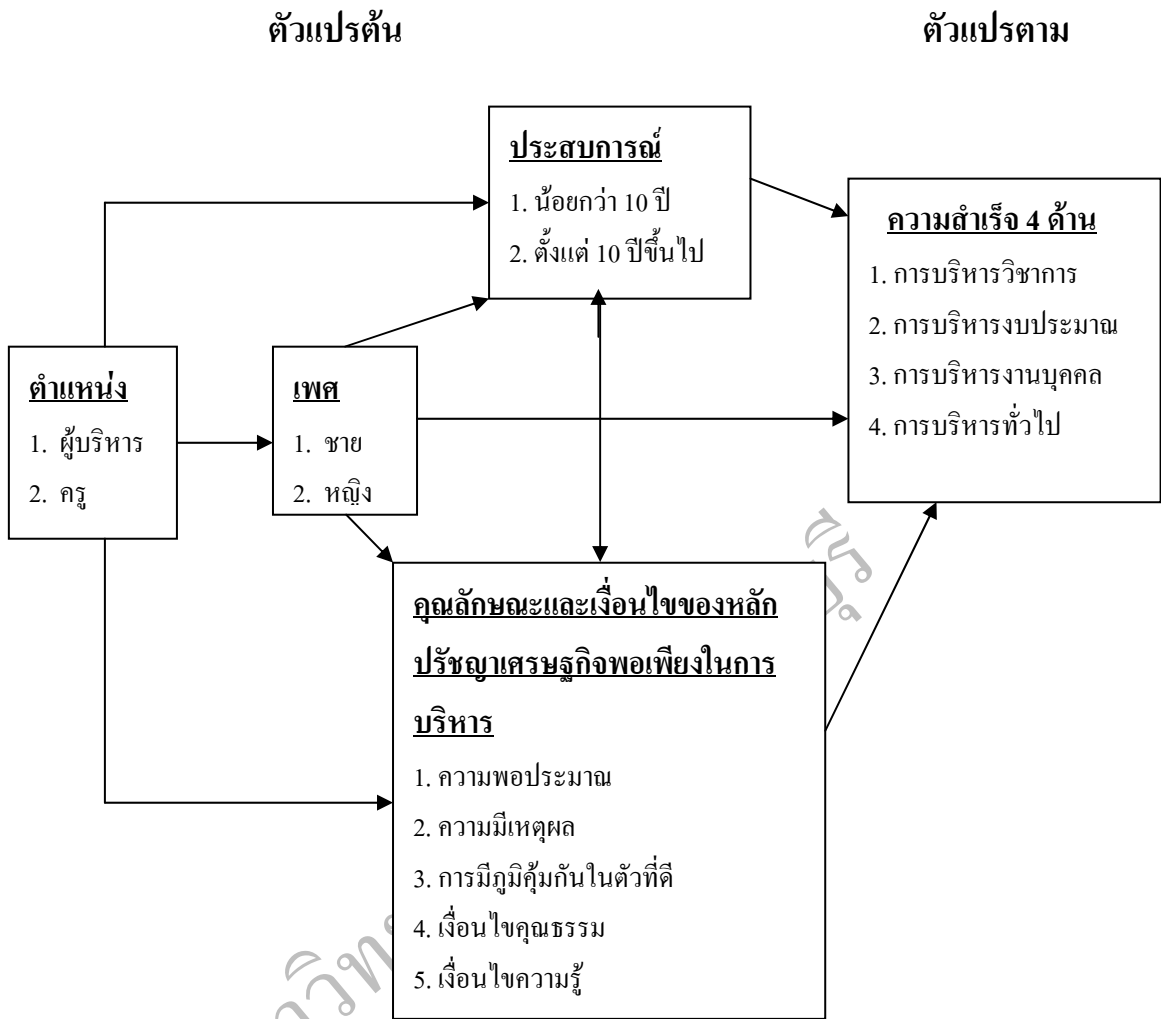 ตัวแปรต้น
ตัวแปรตาม
ประสบการณ์
1. น้อยกว่า 10 ปี
2. ตั้งแต่ 10 ปีขึ้นไป
ความสำเร็จ 4 ด้าน
1. การบริหารวิชาการ
2. การบริหารงบประมาณ
3. การบริหารงานบุคคล
4. การบริหารทั่วไป
ตำแหน่ง
1. ผู้บริหาร
2. ครู
เพศ
1. ชาย
2. หญิง
คุณลักษณะและเงื่อนไขของหลัก
ปรัชญาเศรษฐกิจพอเพียงในการ
บริหาร
1. ความพอประมาณ
2. ความมีเหตุผล
3. การมีภูมิคุ้มกันในตัวที่ดี
4. เงื่อนไขคุณธรรม
5. เงื่อนไขความรู้